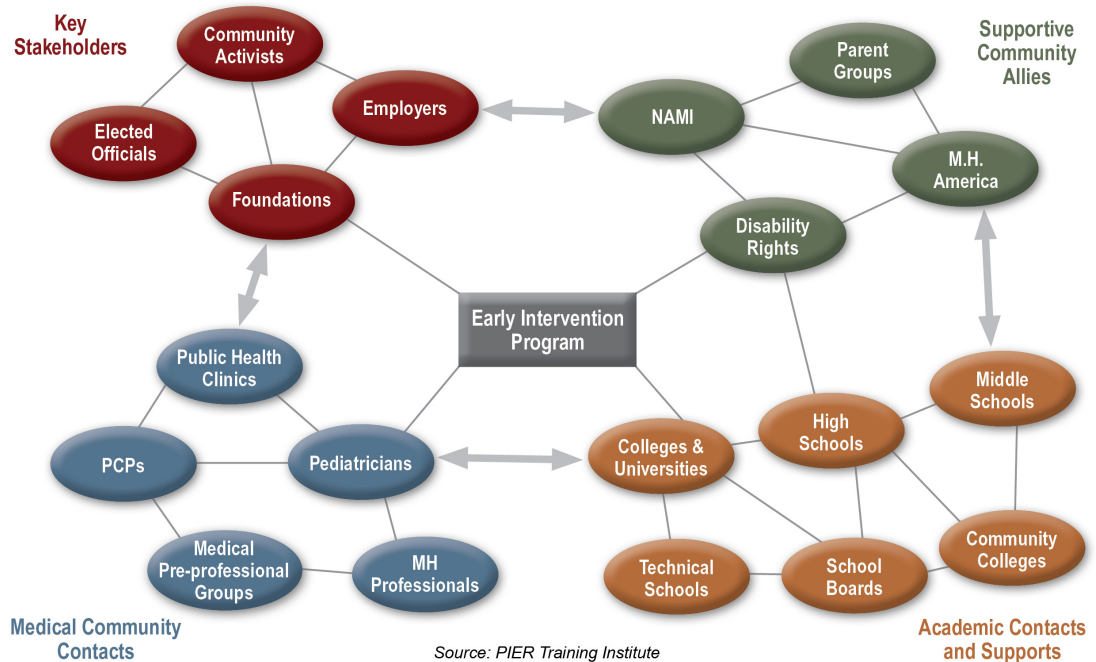 Key
Stakeholders
Community
Activists
Employers
Elected
Officials
Foundations
Supportive
Community
Allies
Parent
Groups
NAMI
M.H.
America
Disability
Rights
Early Intervention
Program
Public Health
Clinics
PCPs
Pediatricians
Medical
Pre-professional
Groups
MH
Professionals
Medical Community
Contacts
Middle
Schools
High
Schools
Colleges &
Universities
Technical
Schools
School
Boards
Community
Colleges
Academic Contacts
and Supports
Source: PIER Training Institute